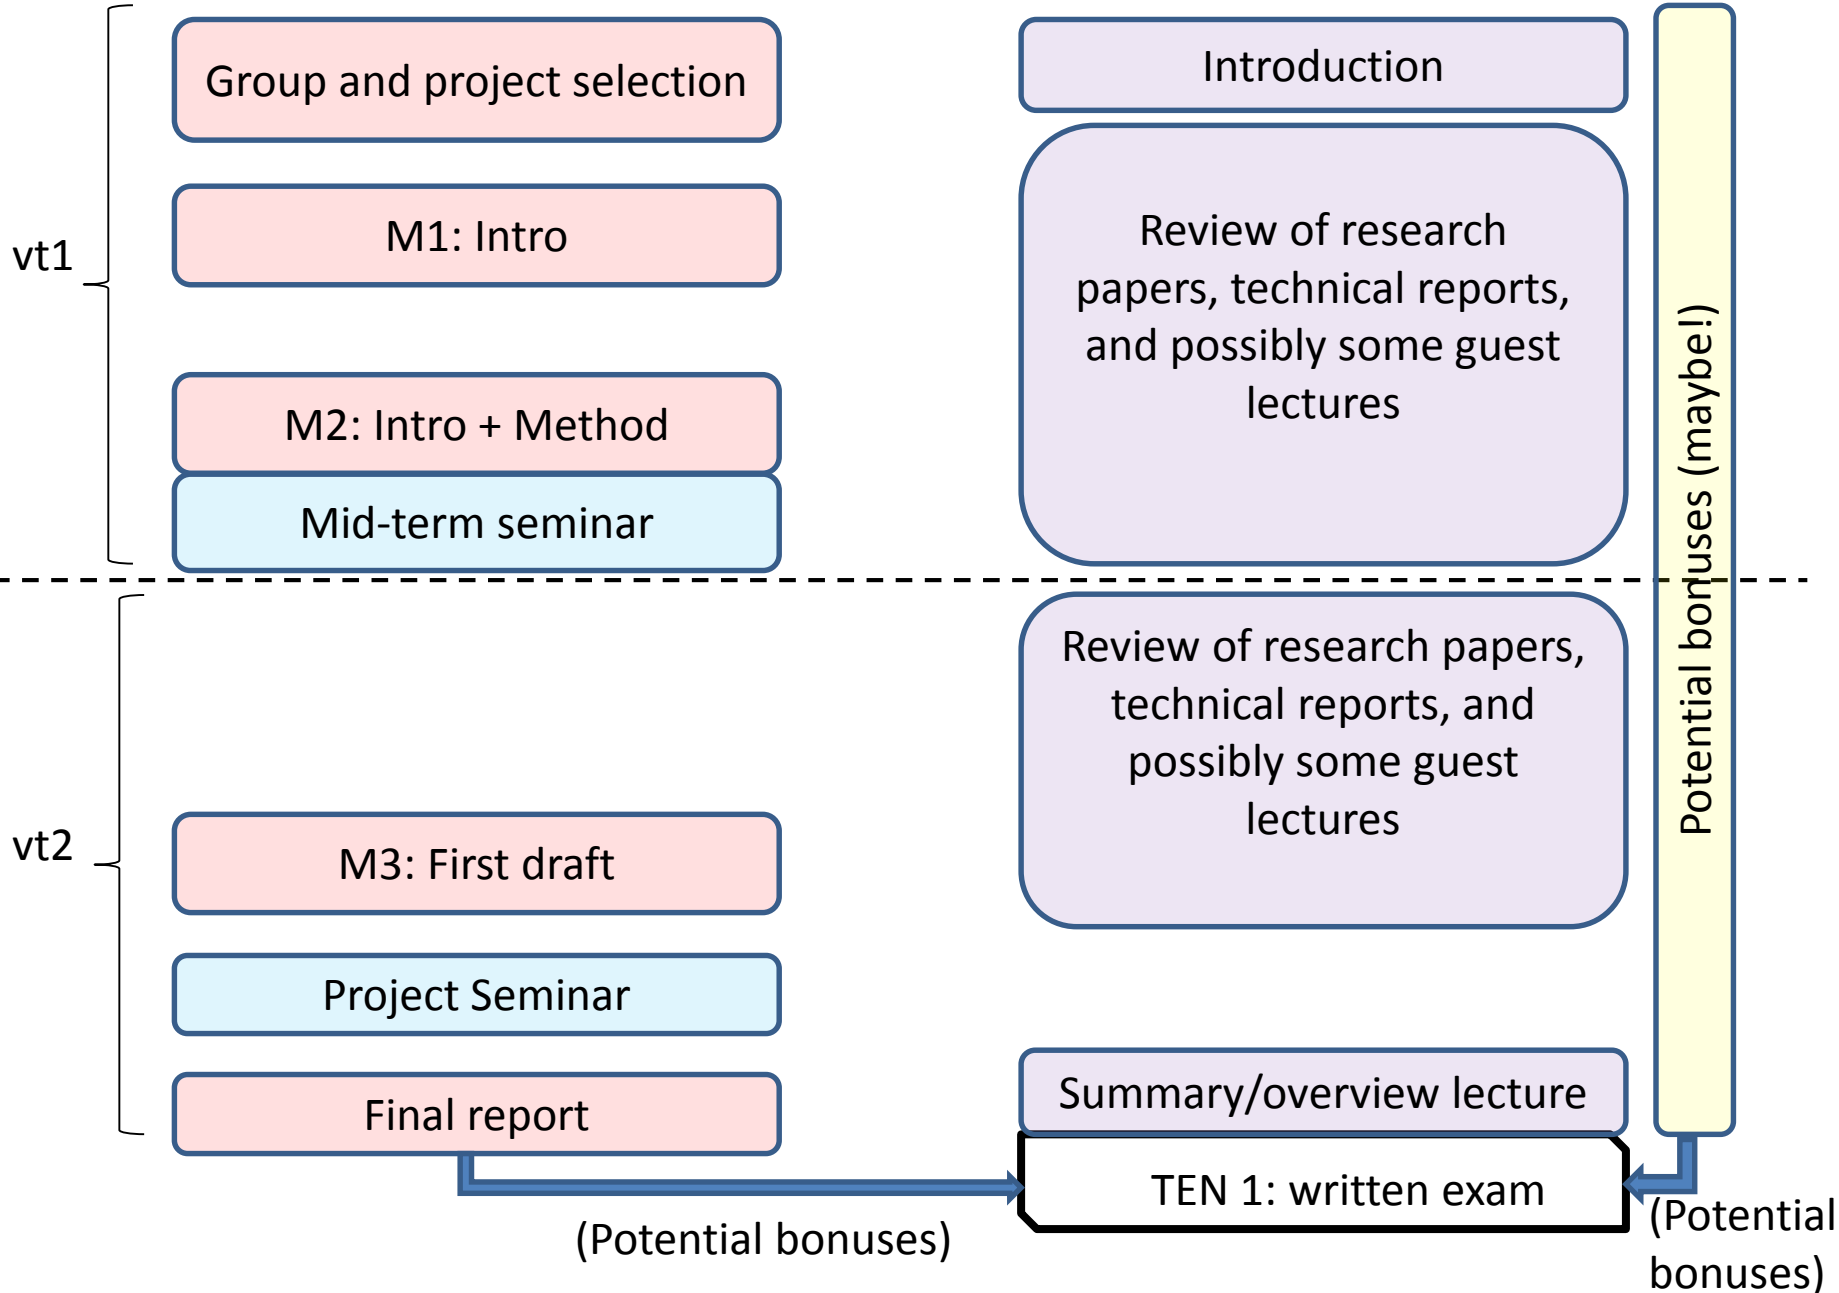 vt1
Group and project selection
M1: Intro
M2: Intro + Method
Mid-term seminar
Introduction
Review of research
papers, technical reports,
and possibly some guest
lectures
Potential bonuses (maybe!)
vt2
M3: First draft
Project Seminar
Final report
Review of research papers,
technical reports, and
possibly some guest
lectures
Summary/overview lecture
TEN 1: written exam
(Potential bonuses)
(Potential
bonuses)